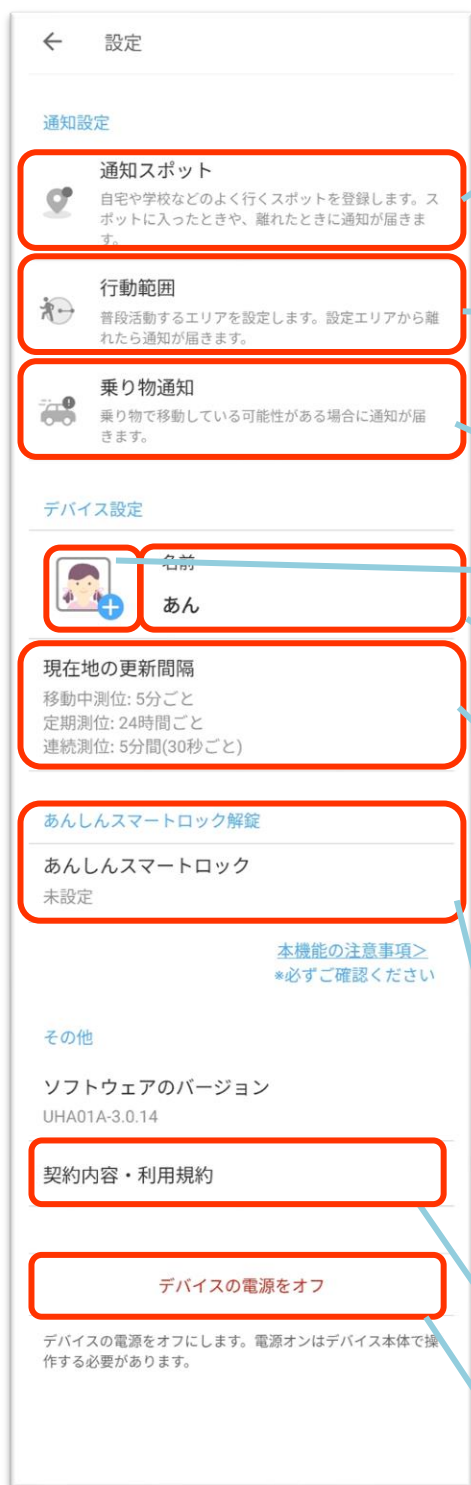 設定
通知設定
通知スポット
自宅や学校などのよく行くスポットを登録します。ス
ポットに入ったときや、離れたときに通知が届きま
す。
行動範囲
普段活動するエリアを設定します。設定エリアから離
れたら通知が届きます。
乗り物通知
乗り物で移動している可能性がある場合に通知が届
きます。
デバイス設定
名前
あん
現在地の更新間隔
移動中測位: 5分ごと
定期測位: 24時間ごと
連続測位: 5分間(30秒ごと)
あんしんスマートロック解錠
あんしんスマートロック
未設定
本機能の注意事項>
※必ずご確認ください
その他
ソフトウェアのバージョン
UHA01A-3.0.14
契約内容・利用規約
デバイスの電源をオフ
デバイスの電源をオフにします。電源オンはデバイス本体で操
作する必要があります。